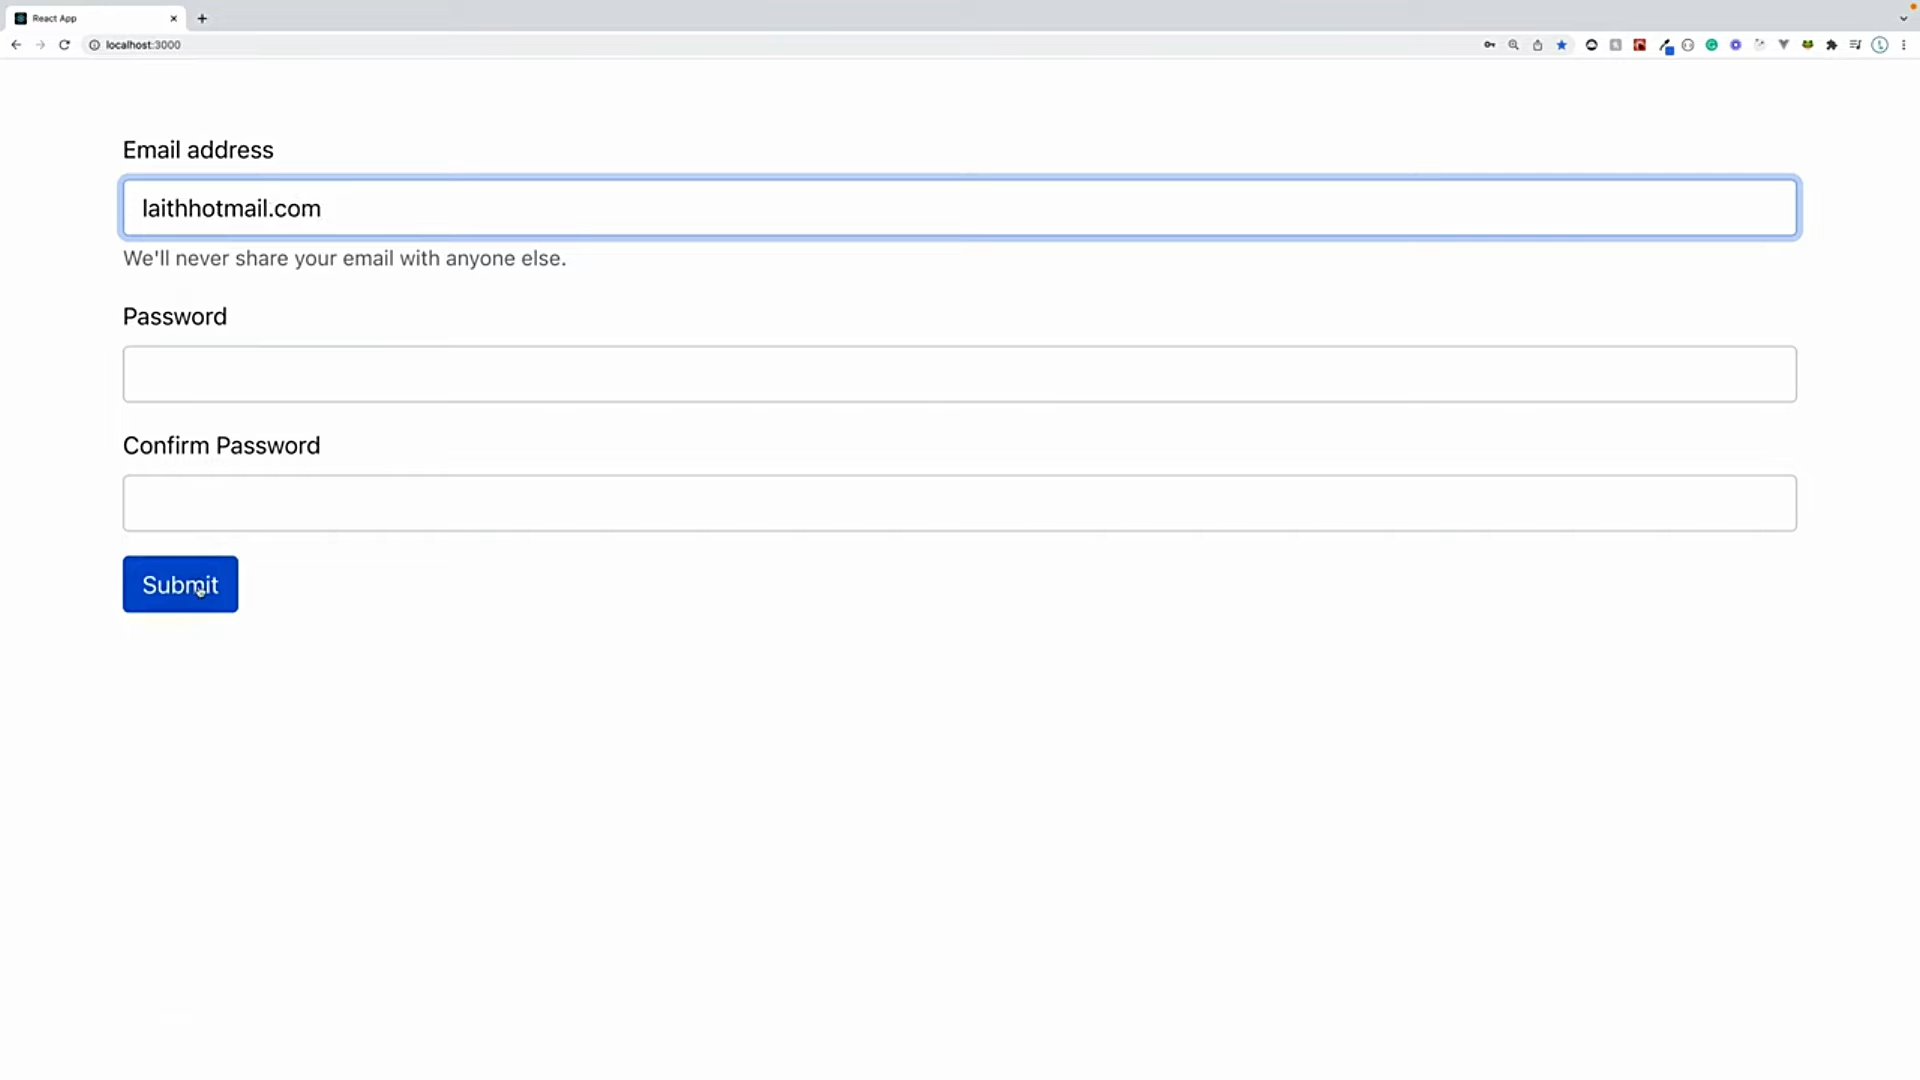 React App
localhost:3000
Email address
laithhotmail.com
We'll never share your email with anyone else.
Password
Confirm Password
Submit